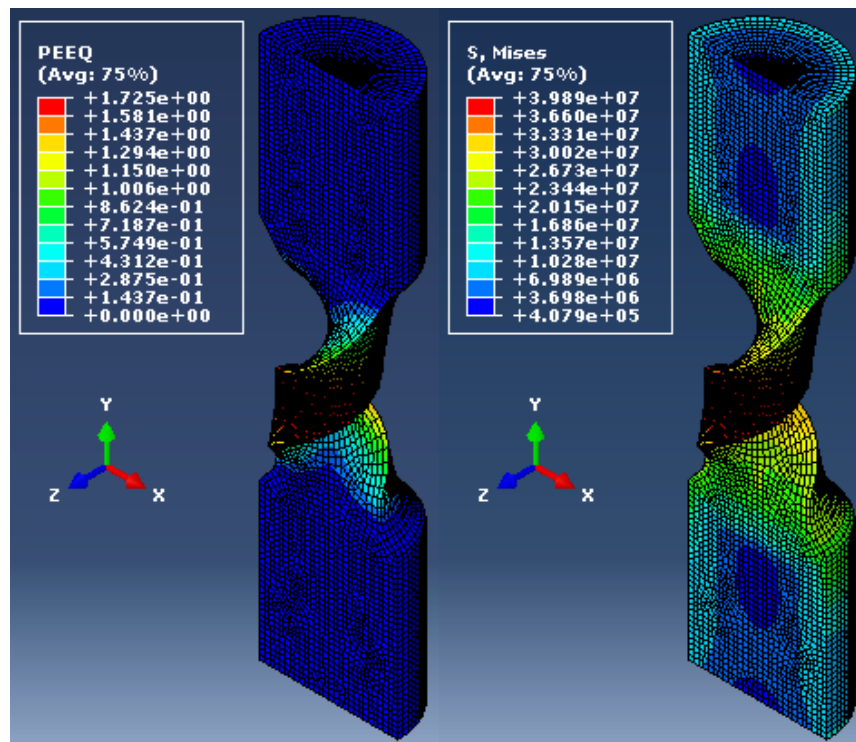 PEEQ
(Avg: 75%)
+1.725e+00
+1.581e+00
+1.437e+00
+1.294e+00
+1.150e+00
+1.006e+00
+8.624e-01
+7.187e-01
+5.749e-01
+4.312e-01
+2.875e-01
+1.437e-01
+0.000e+00
Y
Z
X
S, Mises
(Avg: 75%)
+3.989e+07
+3.660e+07
+3.331e+07
+3.002e+07
+2.673e+07
+2.344e+07
+2.015e+07
+1.686e+07
+1.357e+07
+1.028e+07
+6.989e+06
+3.698e+06
+4.079e+05
Y
Z
X